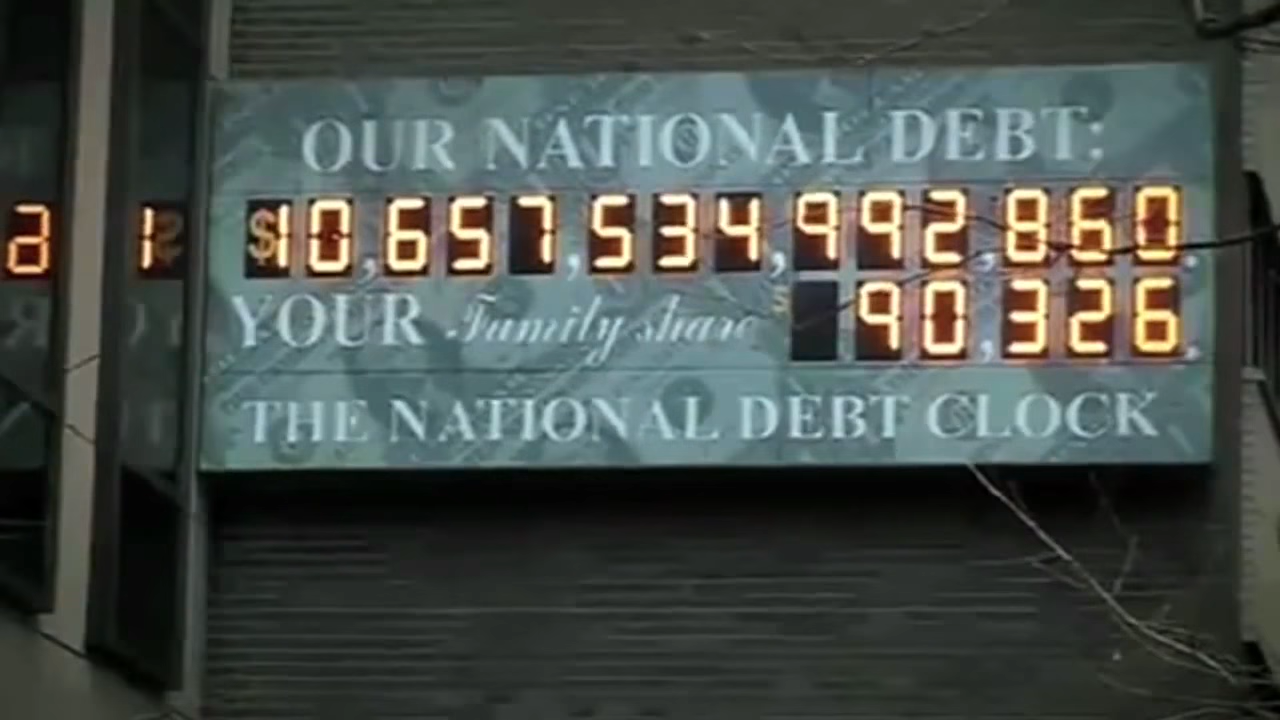 OUR NATIONAL DEBT:
$10,657,534,992,860.
YOUR Family share $ 90,326.
THE NATIONAL DEBT CLOCK